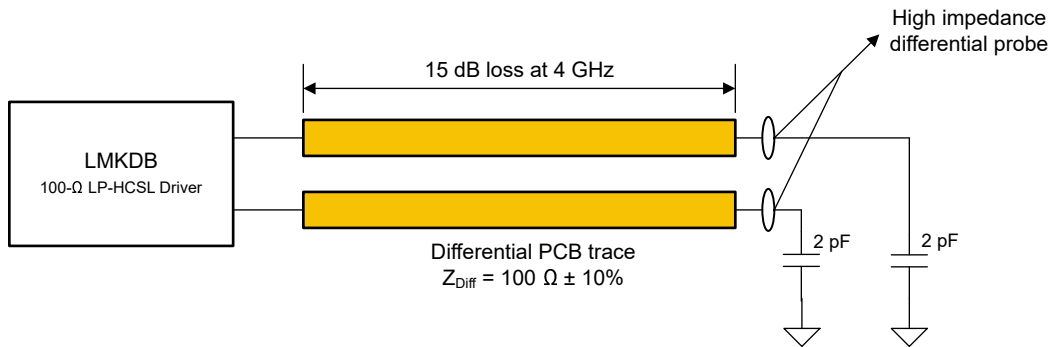 High impedance
differential probe
15 dB loss at 4 GHz
LMKDB
100-Ω LP-HCSL Driver
2 pF
2 pF
Differential PCB trace
ZDiff = 100 Ω ± 10%